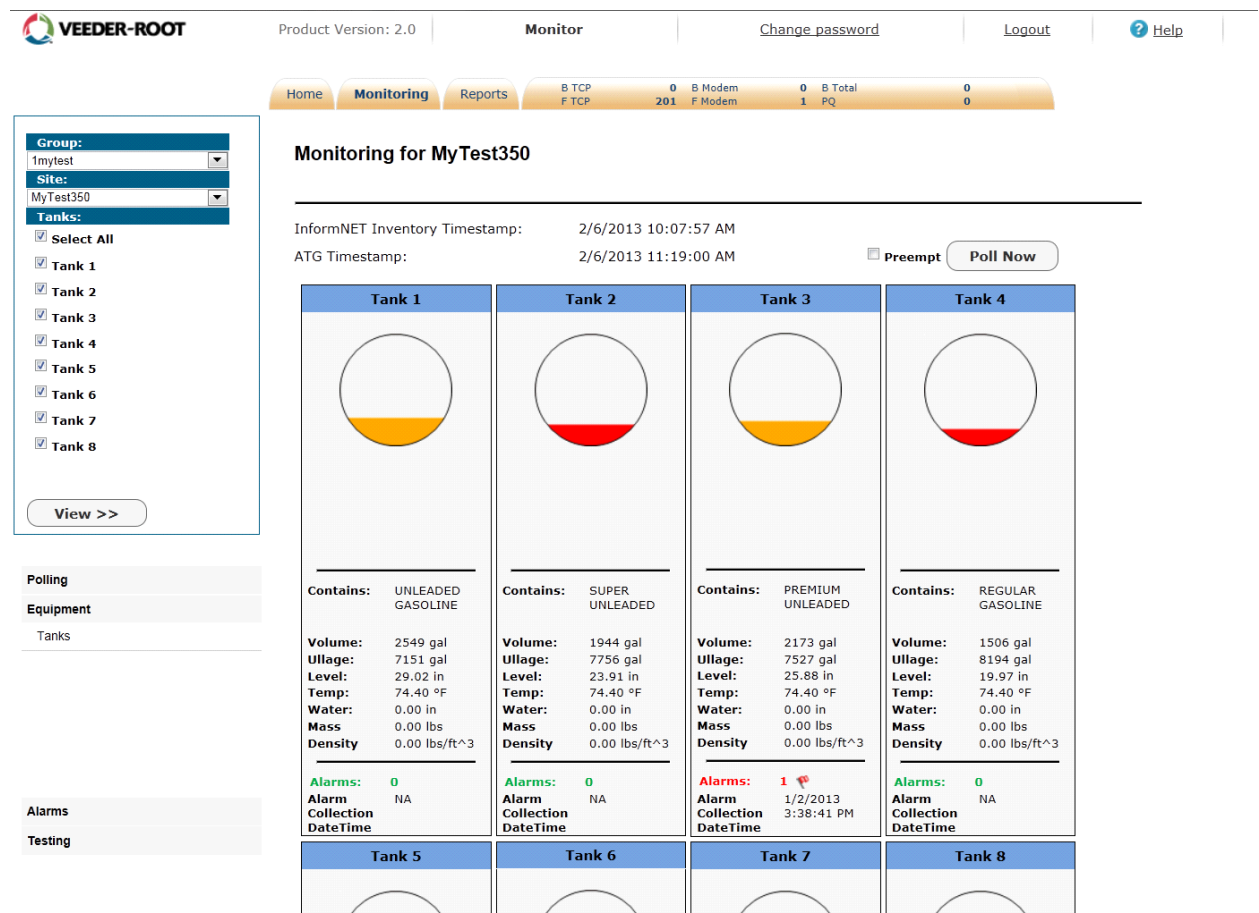 VEEDER-ROOT
Product Version: 2.0
Monitor
Change password
Logout
? Help
Home
Monitoring
Reports
B TCP 0 B Modem 0 B Total 0
F TCP 201 F Modem 1 PQ 0
Group:
1mytest
Site:
MyTest350
Tanks:
Select All
Tank 1
Tank 2
Tank 3
Tank 4
Tank 5
Tank 6
Tank 7
Tank 8
View >>
Polling
Equipment
Tanks
Alarms
Testing
Monitoring for MyTest350
InformNET Inventory Timestamp: 2/6/2013 10:07:57 AM
ATG Timestamp: 2/6/2013 11:19:00 AM
Preempt
Poll Now
Tank 1
Contains: UNLEADED
GASOLINE
Volume: 2549 gal
Ullage: 7151 gal
Level: 29.02 in
Temp: 74.40 °F
Water: 0.00 in
Mass 0.00 lbs
Density 0.00 lbs/ft^3
Alarms: 0
Alarm NA
Collection
DateTime
Tank 2
Contains: SUPER
UNLEADED
Volume: 1944 gal
Ullage: 7756 gal
Level: 23.91 in
Temp: 74.40 °F
Water: 0.00 in
Mass 0.00 lbs
Density 0.00 lbs/ft^3
Alarms: 0
Alarm NA
Collection
DateTime
Tank 3
Contains: PREMIUM
UNLEADED
Volume: 2173 gal
Ullage: 7527 gal
Level: 25.88 in
Temp: 74.40 °F
Water: 0.00 in
Mass 0.00 lbs
Density 0.00 lbs/ft^3
Alarms: 1
Alarm 1/2/2013
Collection 3:38:41 PM
DateTime
Tank 4
Contains: REGULAR
GASOLINE
Volume: 1506 gal
Ullage: 8194 gal
Level: 19.97 in
Temp: 74.40 °F
Water: 0.00 in
Mass 0.00 lbs
Density 0.00 lbs/ft^3
Alarms: 0
Alarm NA
Collection
DateTime
Tank 5
Tank 6
Tank 7
Tank 8